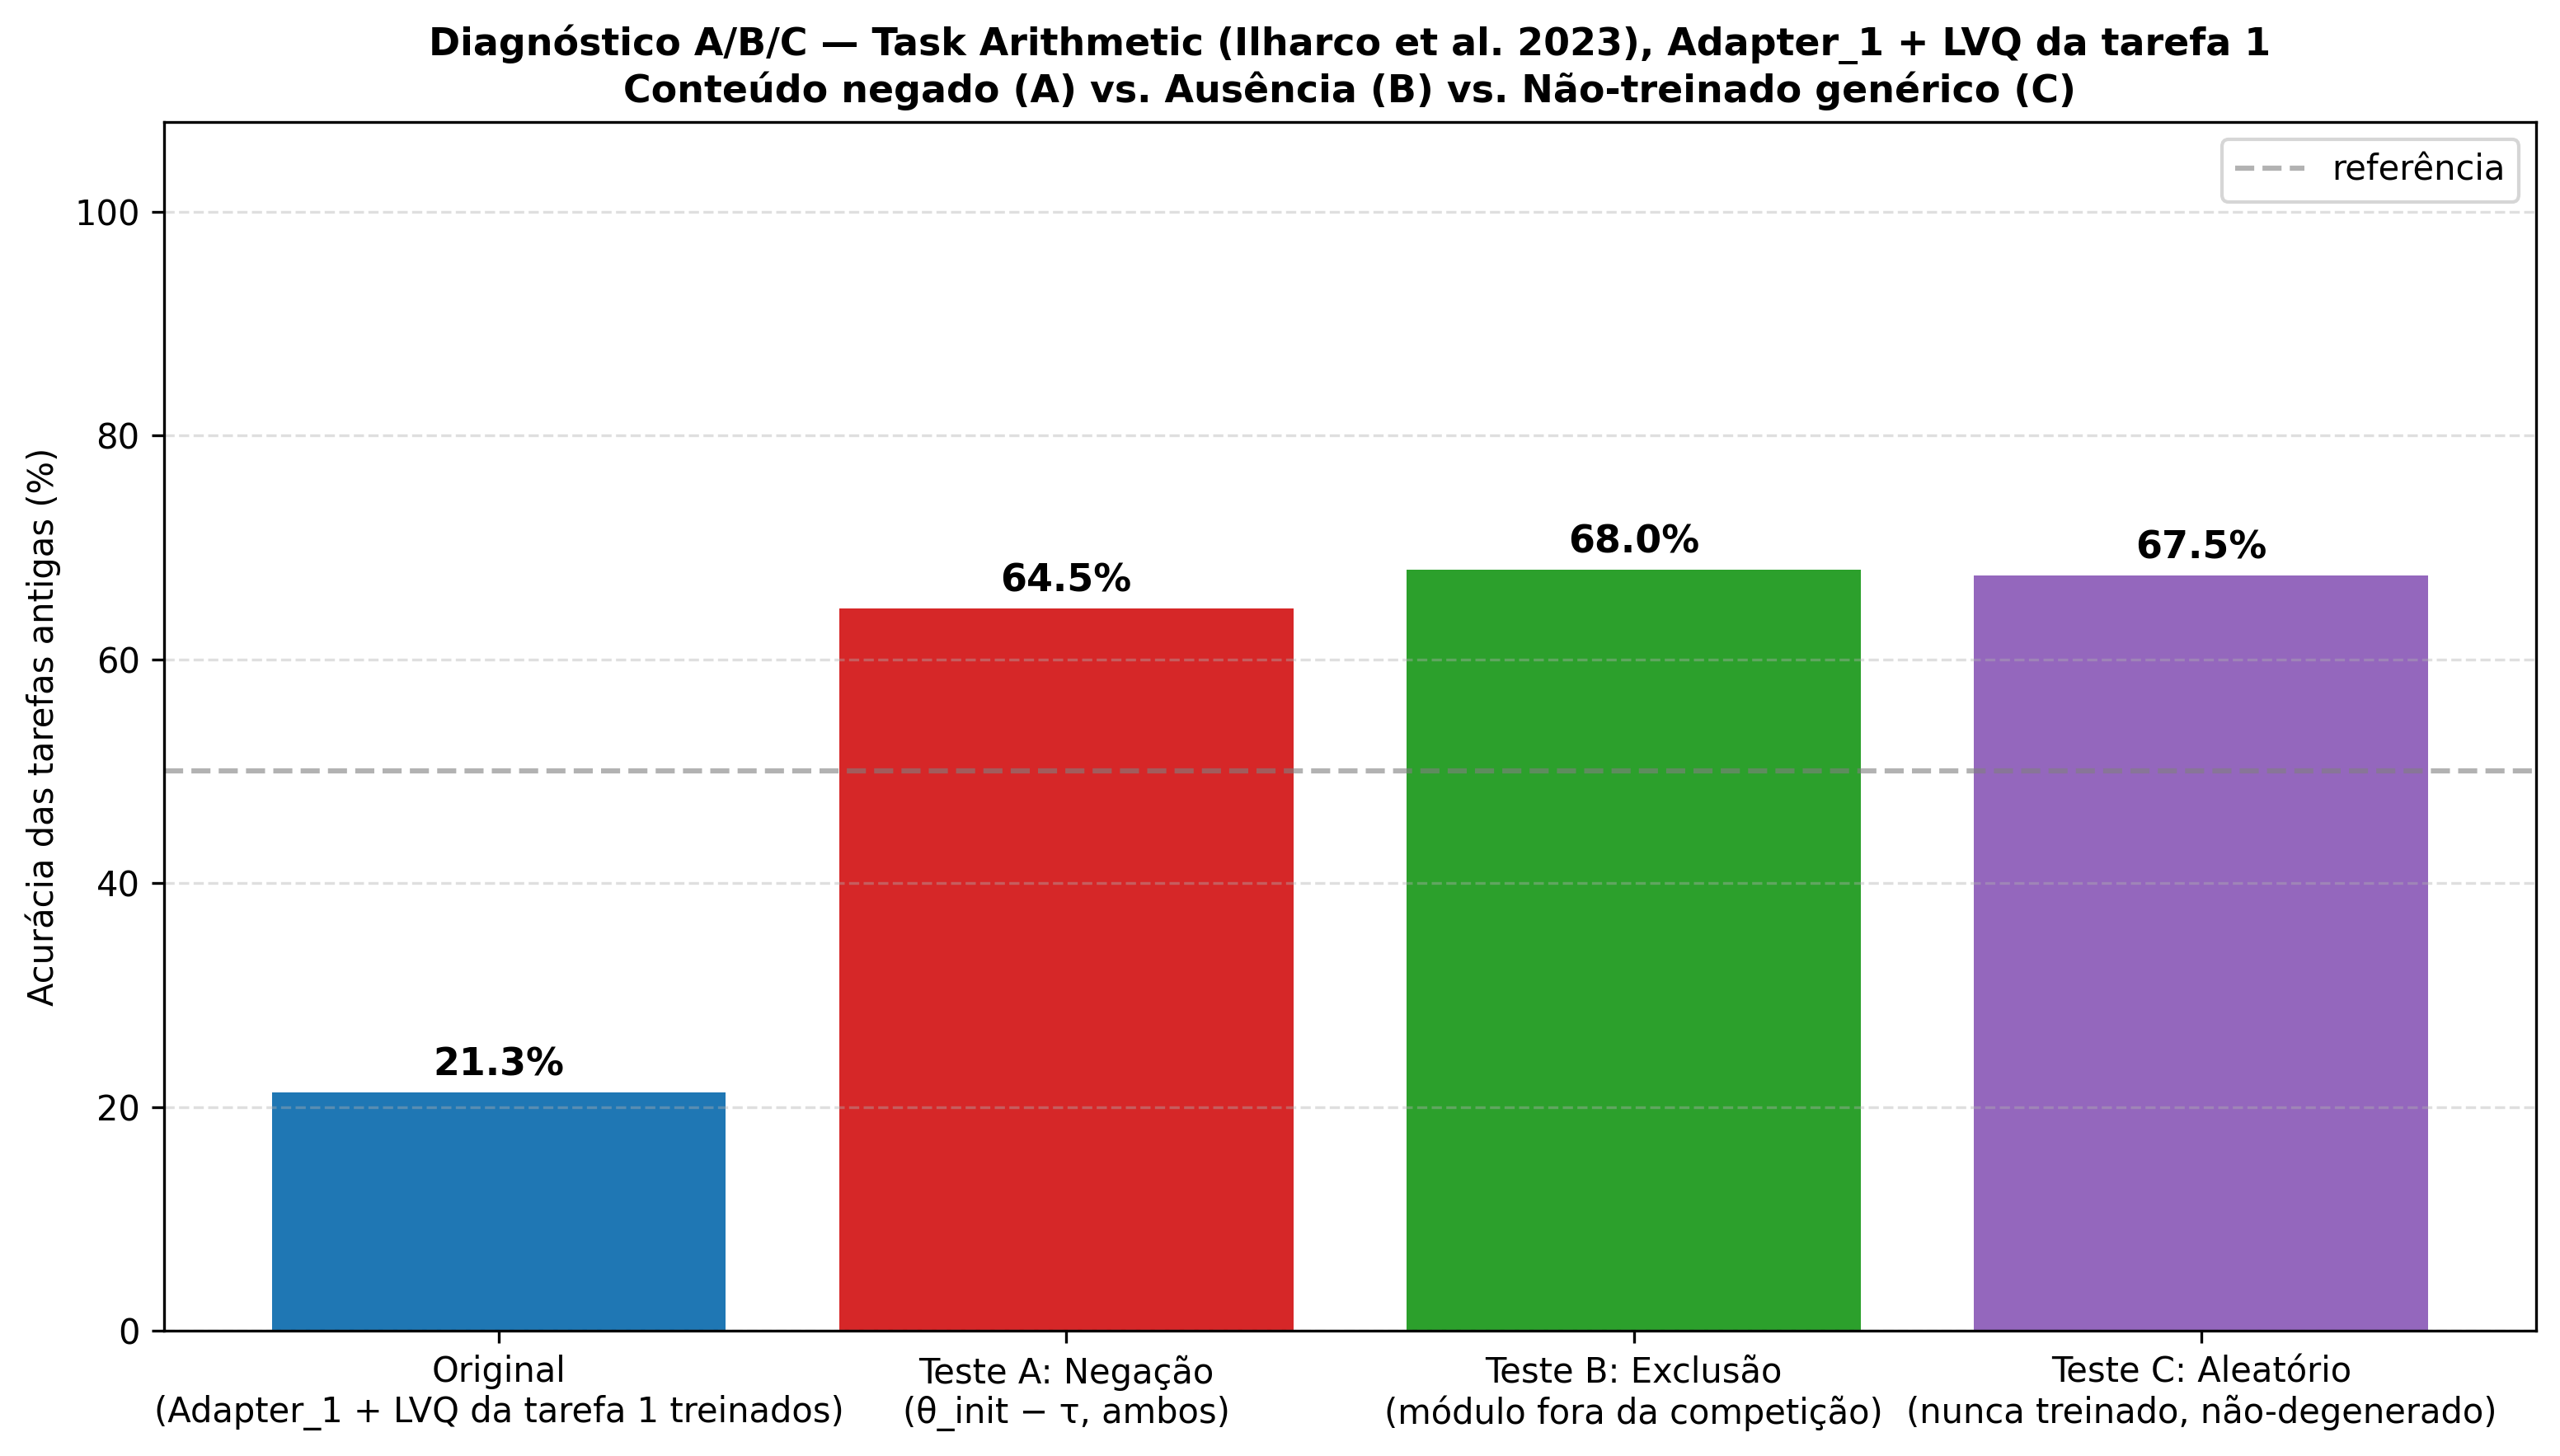 Diagnóstico A/B/C — Task Arithmetic (Ilharco et al. 2023), Adapter_1 + LVQ da tarefa 1
Conteúdo negado (A) vs. Ausência (B) vs. Não-treinado genérico (C)
referência
100
80
60
40
20
0
Acurácia das tarefas antigas (%)
21.3%
64.5%
68.0%
67.5%
Original
(Adapter_1 + LVQ da tarefa 1 treinados)
Teste A: Negação
(θ_init − τ, ambos)
Teste B: Exclusão
(módulo fora da competição)
Teste C: Aleatório
(nunca treinado, não-degenerado)